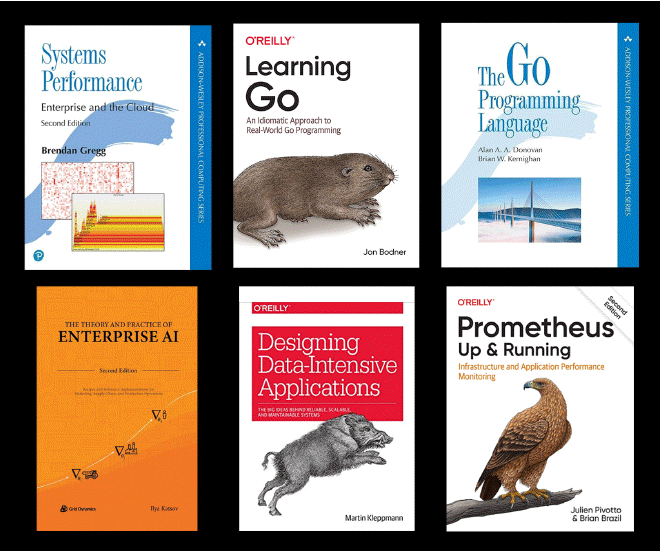 Systems
Performance
Enterprise and the Cloud
Second Edition
Brendan Gregg
ADDISON-WESLEY PROFESSIONAL COMPUTING SERIES
P
O'REILLY®
Learning
Go
An Idiomatic Approach to
Real-World Go Programming
Jon Bodner
The Go
Programming
Language
Alan A. A. Donovan
Brian W. Kernighan
ADDISON-WESLEY PROFESSIONAL COMPUTING SERIES
THE THEORY AND PRACTICE OF
ENTERPRISE AI
Second Edition
Grid Dynamics
Ilya Katsov
O'REILLY®
Designing
Data-Intensive
Applications
THE BIG IDEAS BEHIND RELIABLE, SCALABLE,
AND MAINTAINABLE SYSTEMS
Martin Kleppmann
O'REILLY®
Second
Edition
Prometheus
Up & Running
Infrastructure and Application Performance
Monitoring
Julien Pivotto
& Brian Brazil